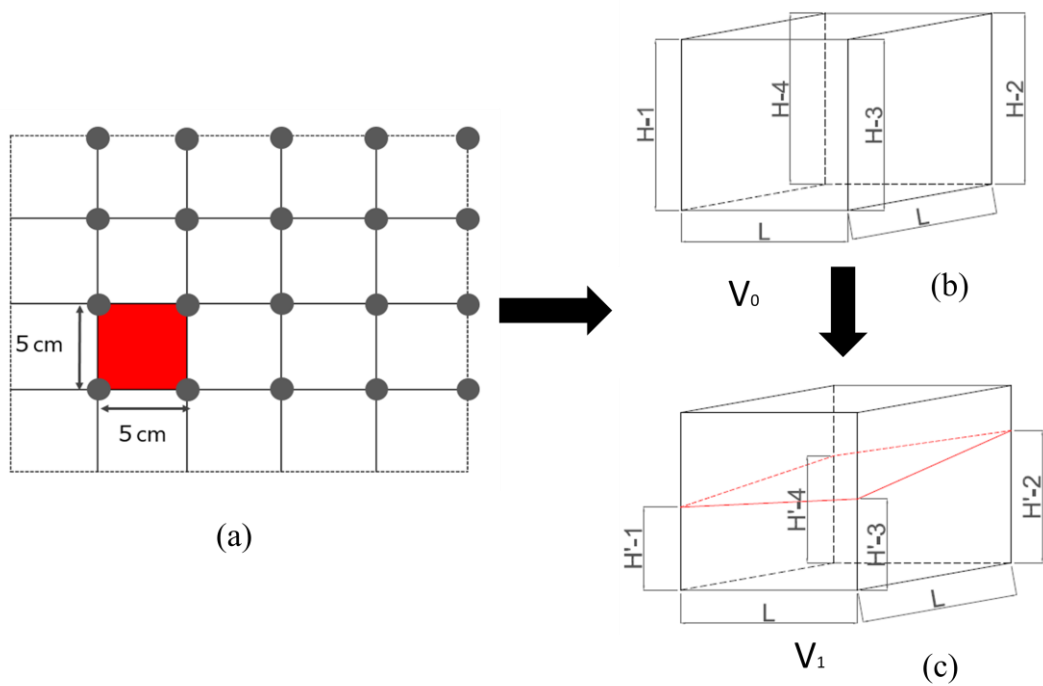 5 cm
5 cm
(a)
H-1
H-4
H-3
H-2
L
L
V₀
(b)
H'-1
H'-4
H'-3
H'-2
L
L
V₁
(c)